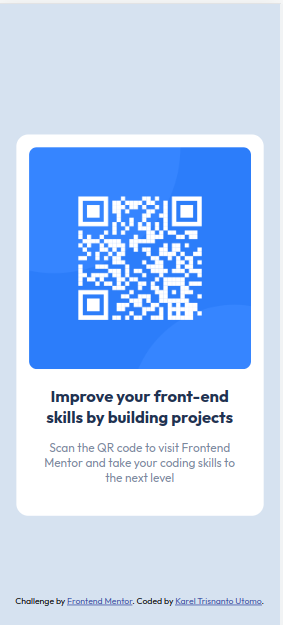 Improve your front-end
skills by building projects
Scan the QR code to visit Frontend
Mentor and take your coding skills to
the next level
Challenge by Frontend Mentor. Coded by Karel Trisnanto Utomo.